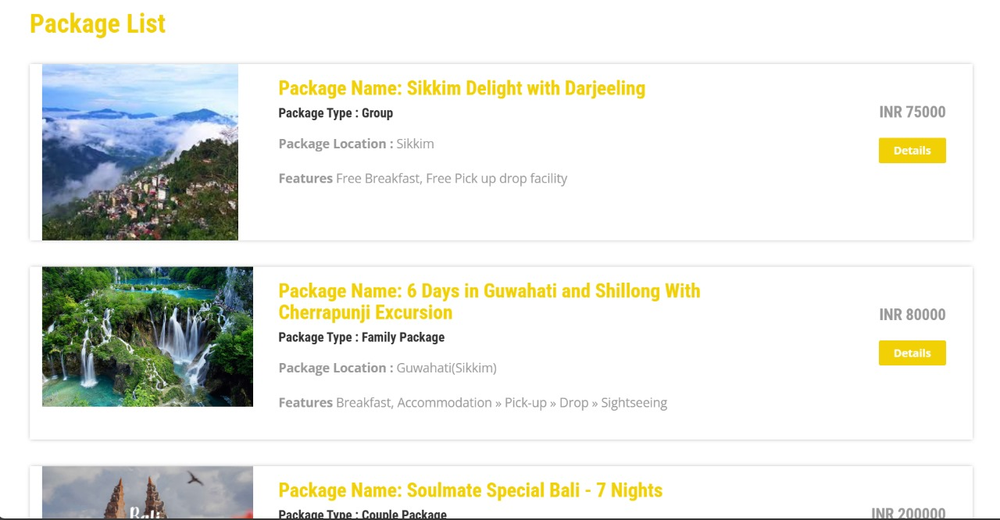 Package List
Package Name: Sikkim Delight with Darjeeling
Package Type : Group
INR 75000
Package Location : Sikkim
Details
Features Free Breakfast, Free Pick up drop facility
Package Name: 6 Days in Guwahati and Shillong With
Cherrapunji Excursion
INR 80000
Package Type : Family Package
Details
Package Location : Guwahati(Sikkim)
Features Breakfast, Accommodation » Pick-up » Drop » Sightseeing
Package Name: Soulmate Special Bali - 7 Nights
Bali
Package Type : Couple Package
INR 200000